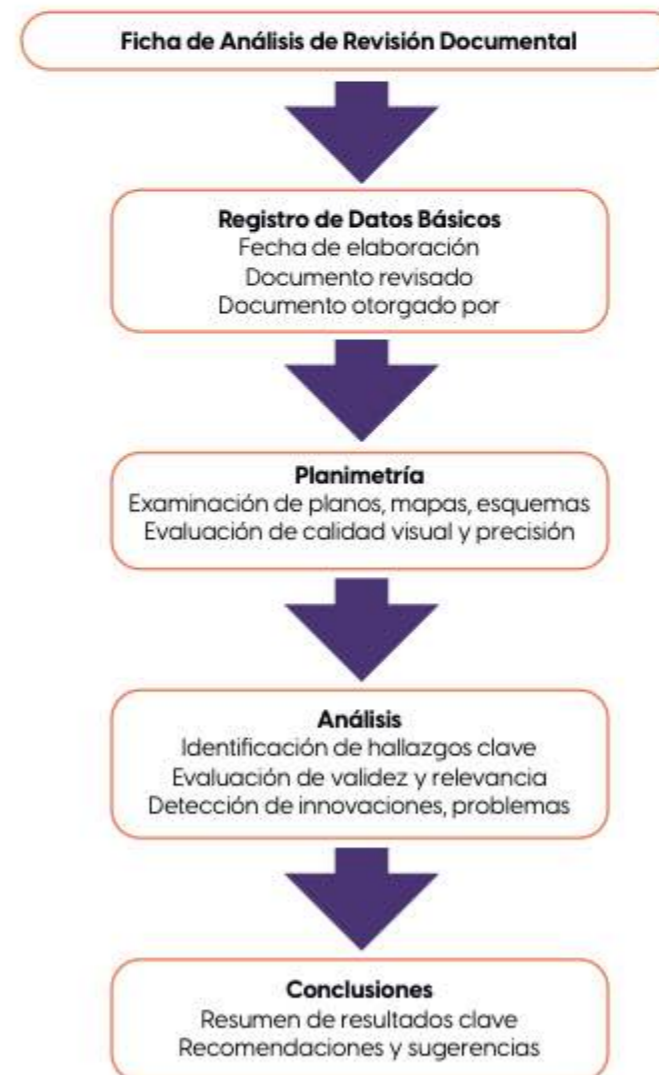 Ficha de Análisis de Revisión Documental
Registro de Datos Básicos
Fecha de elaboración
Documento revisado
Documento otorgado por
Planimetría
Examinación de planos, mapas, esquemas
Evaluación de calidad visual y precisión
Análisis
Identificación de hallazgos clave
Evaluación de validez y relevancia
Detección de innovaciones, problemas
Conclusiones
Resumen de resultados clave
Recomendaciones y sugerencias